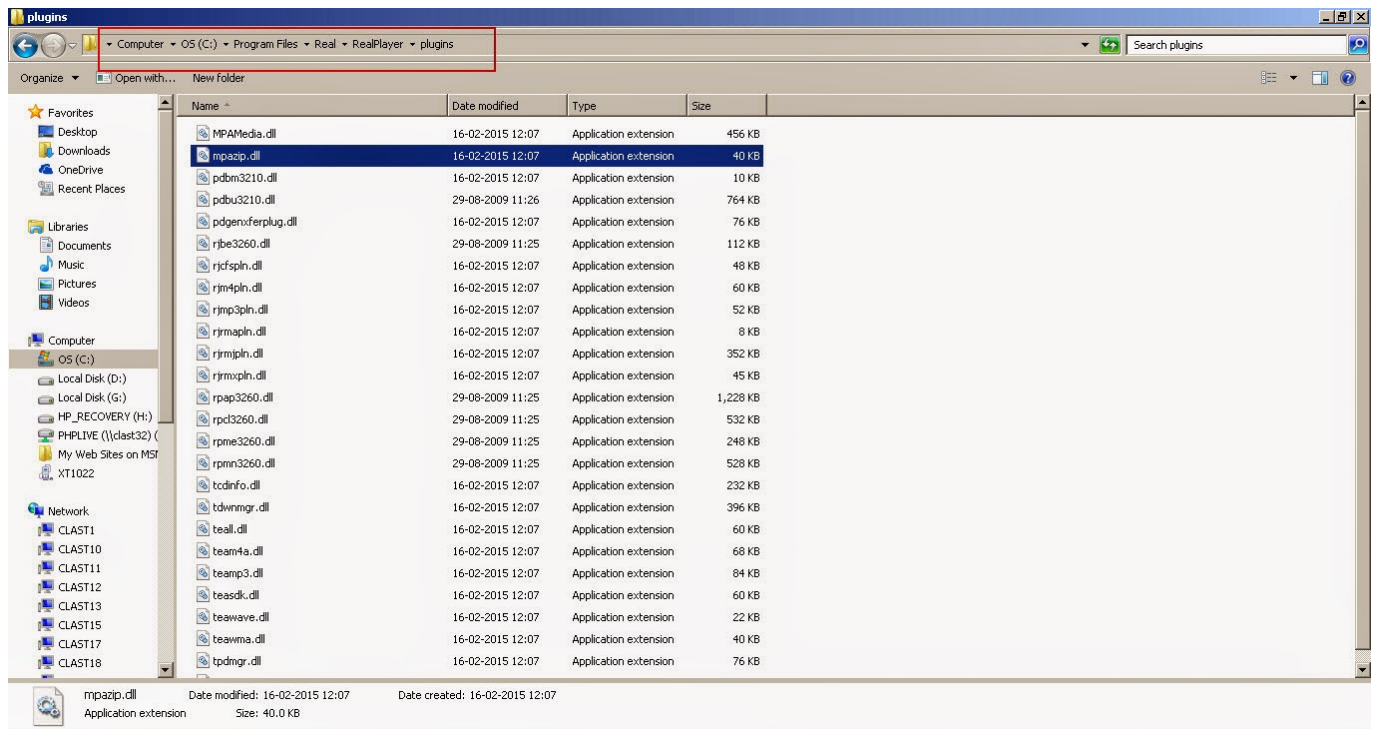 plugins
Computer OS (C:) Program Files Real RealPlayer plugins Search plugins
Organize Open with... New folder
Name Date modified Type Size
Favorites
Desktop
Downloads
OneDrive
Recent Places
Libraries
Documents
Music
Pictures
Videos
Computer
OS (C:)
Local Disk (D:)
Local Disk (G:)
HP_RECOVERY (H:)
PHPLIVE (\\clast32) (
My Web Sites on MSN
XT1022
Network
CLAST1
CLAST10
CLAST11
CLAST12
CLAST13
CLAST15
CLAST17
CLAST18
MPAMedia.dll 16-02-2015 12:07 Application extension 456 KB
mpazip.dll 16-02-2015 12:07 Application extension 40 KB
pdbm3210.dll 16-02-2015 12:07 Application extension 10 KB
pdbu3210.dll 29-08-2009 11:26 Application extension 764 KB
pdgenxferplug.dll 16-02-2015 12:07 Application extension 76 KB
rjbe3260.dll 29-08-2009 11:25 Application extension 112 KB
rjcfspln.dll 16-02-2015 12:07 Application extension 48 KB
rjm4pln.dll 16-02-2015 12:07 Application extension 60 KB
rjmp3pln.dll 16-02-2015 12:07 Application extension 52 KB
rjrmapln.dll 16-02-2015 12:07 Application extension 8 KB
rjrmjpln.dll 16-02-2015 12:07 Application extension 352 KB
rjrmxpln.dll 16-02-2015 12:07 Application extension 45 KB
rpap3260.dll 29-08-2009 11:25 Application extension 1,228 KB
rpcl3260.dll 29-08-2009 11:25 Application extension 532 KB
rpme3260.dll 29-08-2009 11:25 Application extension 248 KB
rpmn3260.dll 29-08-2009 11:25 Application extension 528 KB
tcdinfo.dll 16-02-2015 12:07 Application extension 232 KB
tdwnmgr.dll 16-02-2015 12:07 Application extension 396 KB
teall.dll 16-02-2015 12:07 Application extension 60 KB
team4a.dll 16-02-2015 12:07 Application extension 68 KB
teamp3.dll 16-02-2015 12:07 Application extension 84 KB
teasdk.dll 16-02-2015 12:07 Application extension 60 KB
teawave.dll 16-02-2015 12:07 Application extension 22 KB
teawma.dll 16-02-2015 12:07 Application extension 40 KB
tpdmgr.dll 16-02-2015 12:07 Application extension 76 KB
mpazip.dll Date modified: 16-02-2015 12:07 Date created: 16-02-2015 12:07
Application extension Size: 40.0 KB